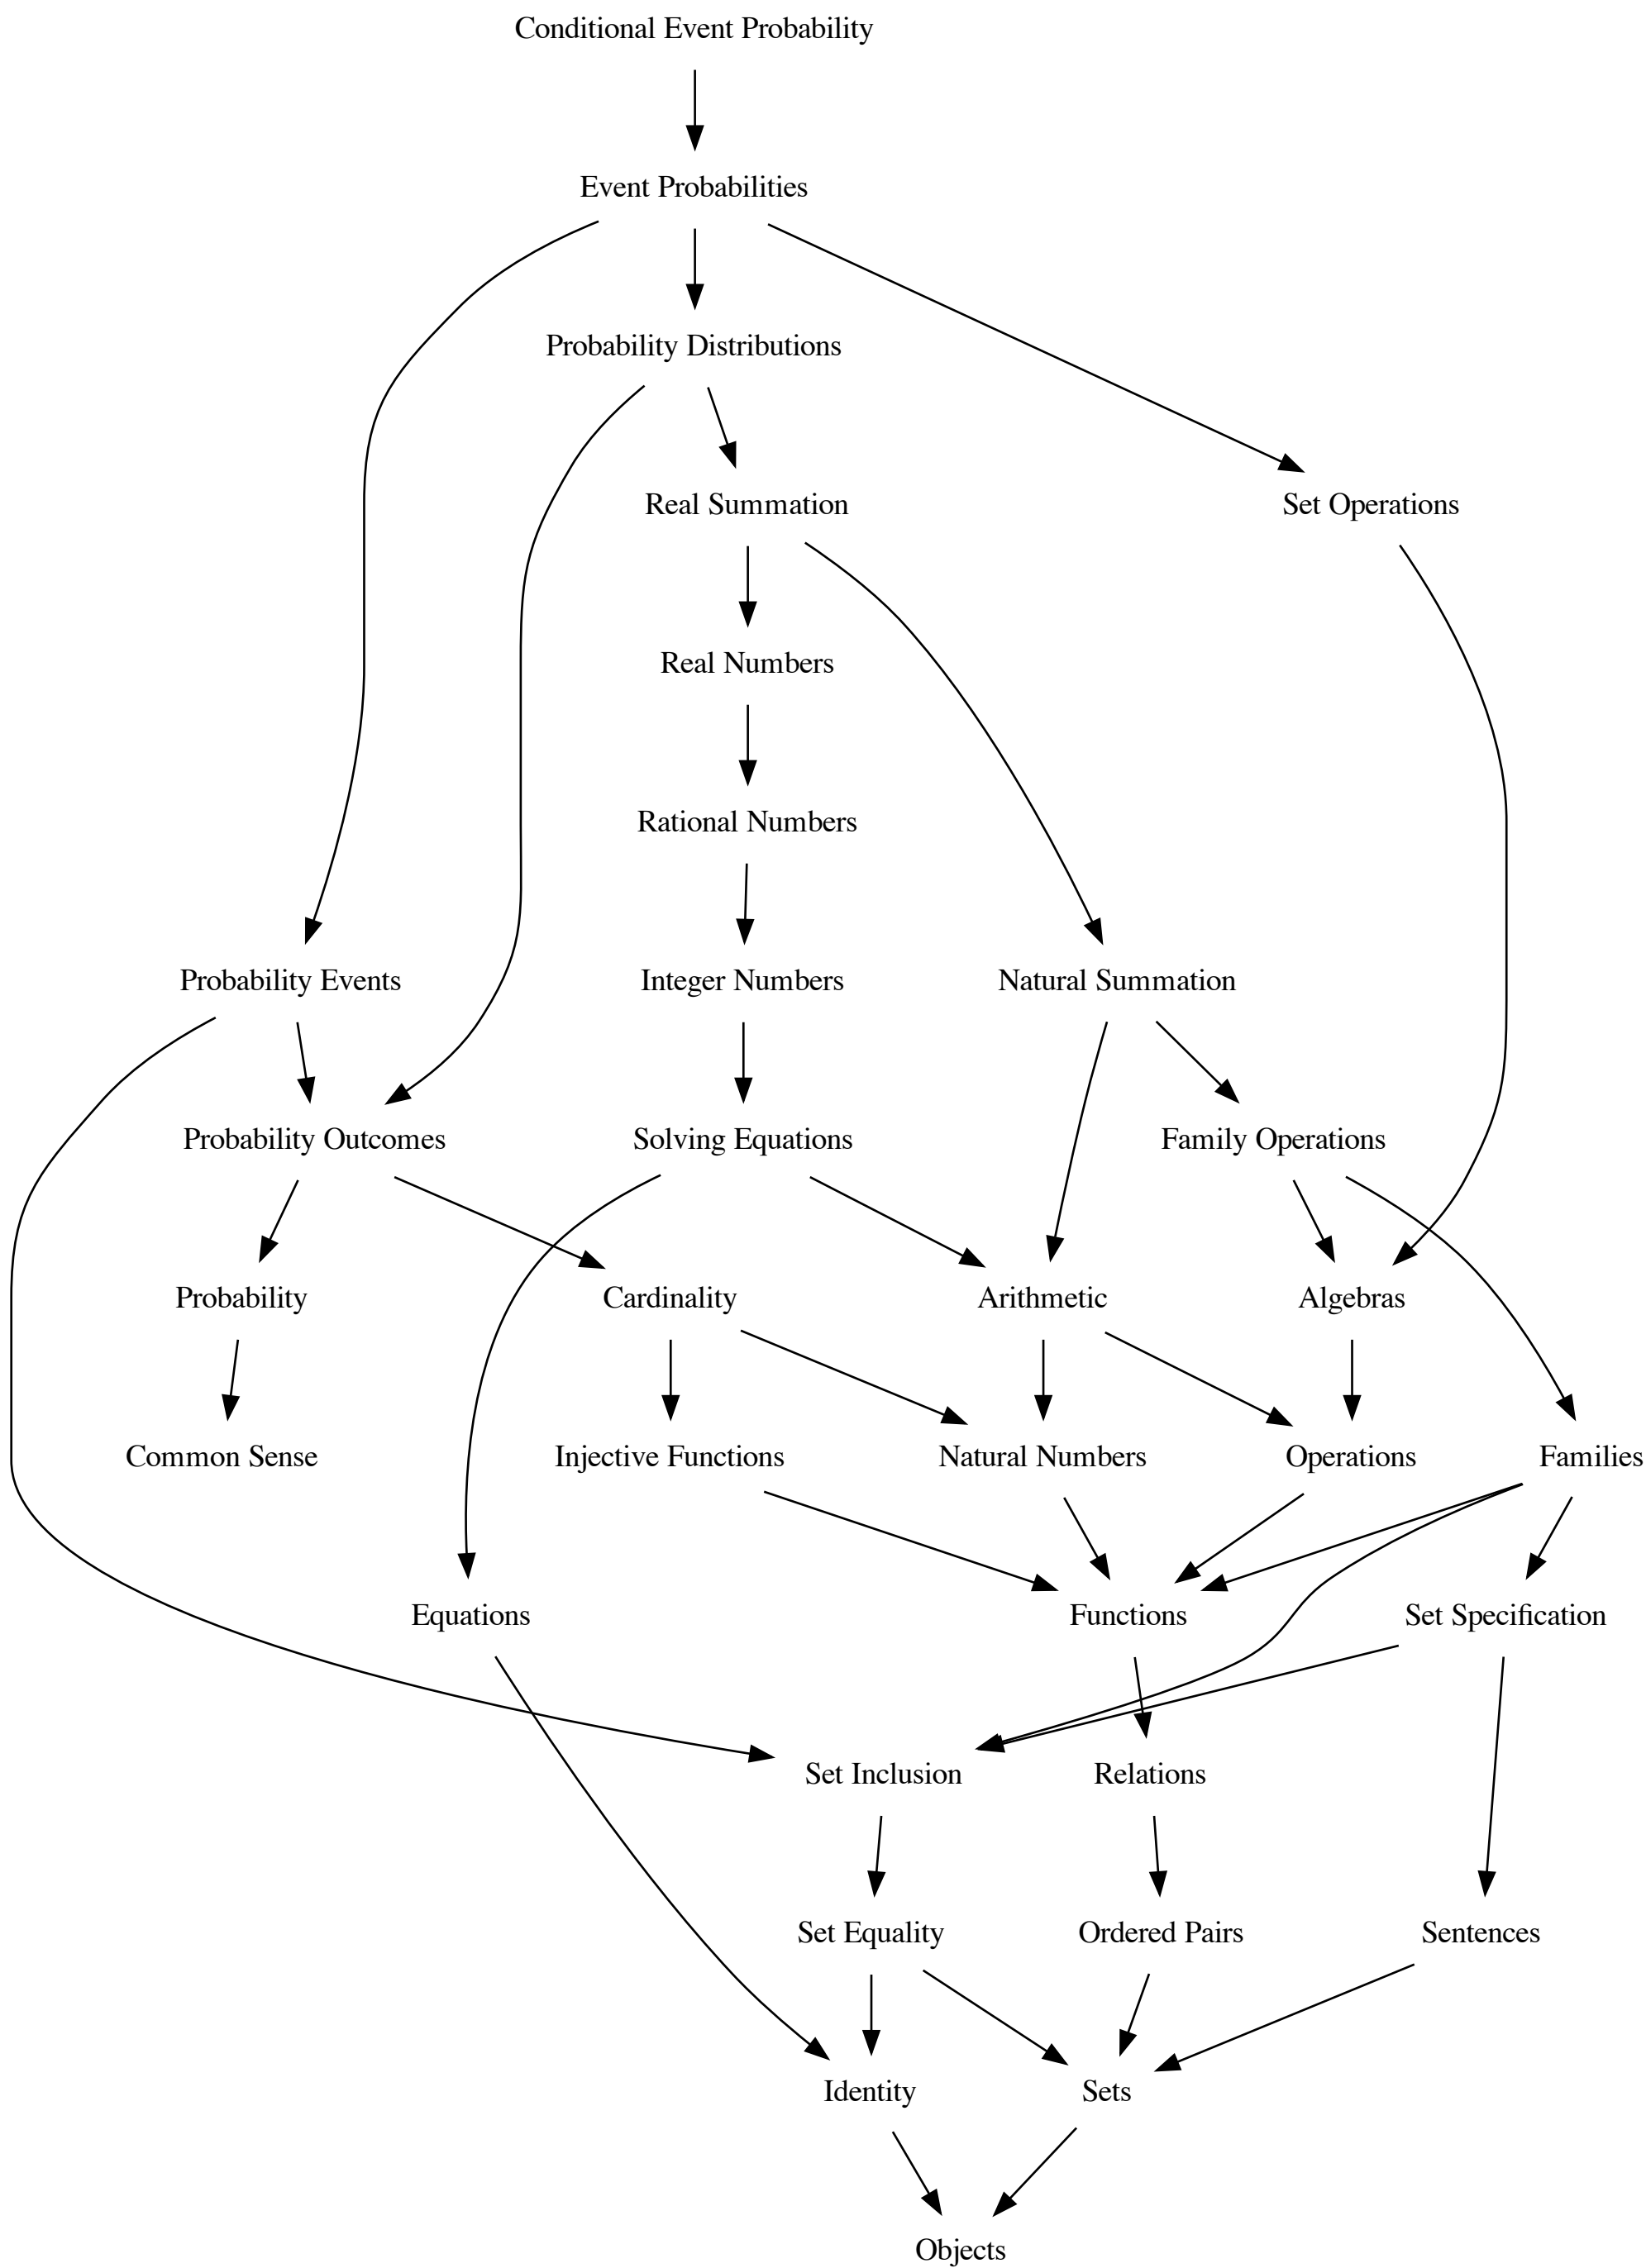 Conditional Event Probability
Event Probabilities
Probability Distributions
Real Summation
Set Operations
Real Numbers
Rational Numbers
Probability Events
Integer Numbers
Natural Summation
Probability Outcomes
Solving Equations
Family Operations
Probability
Cardinality
Arithmetic
Algebras
Common Sense
Injective Functions
Natural Numbers
Operations
Families
Equations
Functions
Set Specification
Set Inclusion
Relations
Set Equality
Ordered Pairs
Sentences
Identity
Sets
Objects